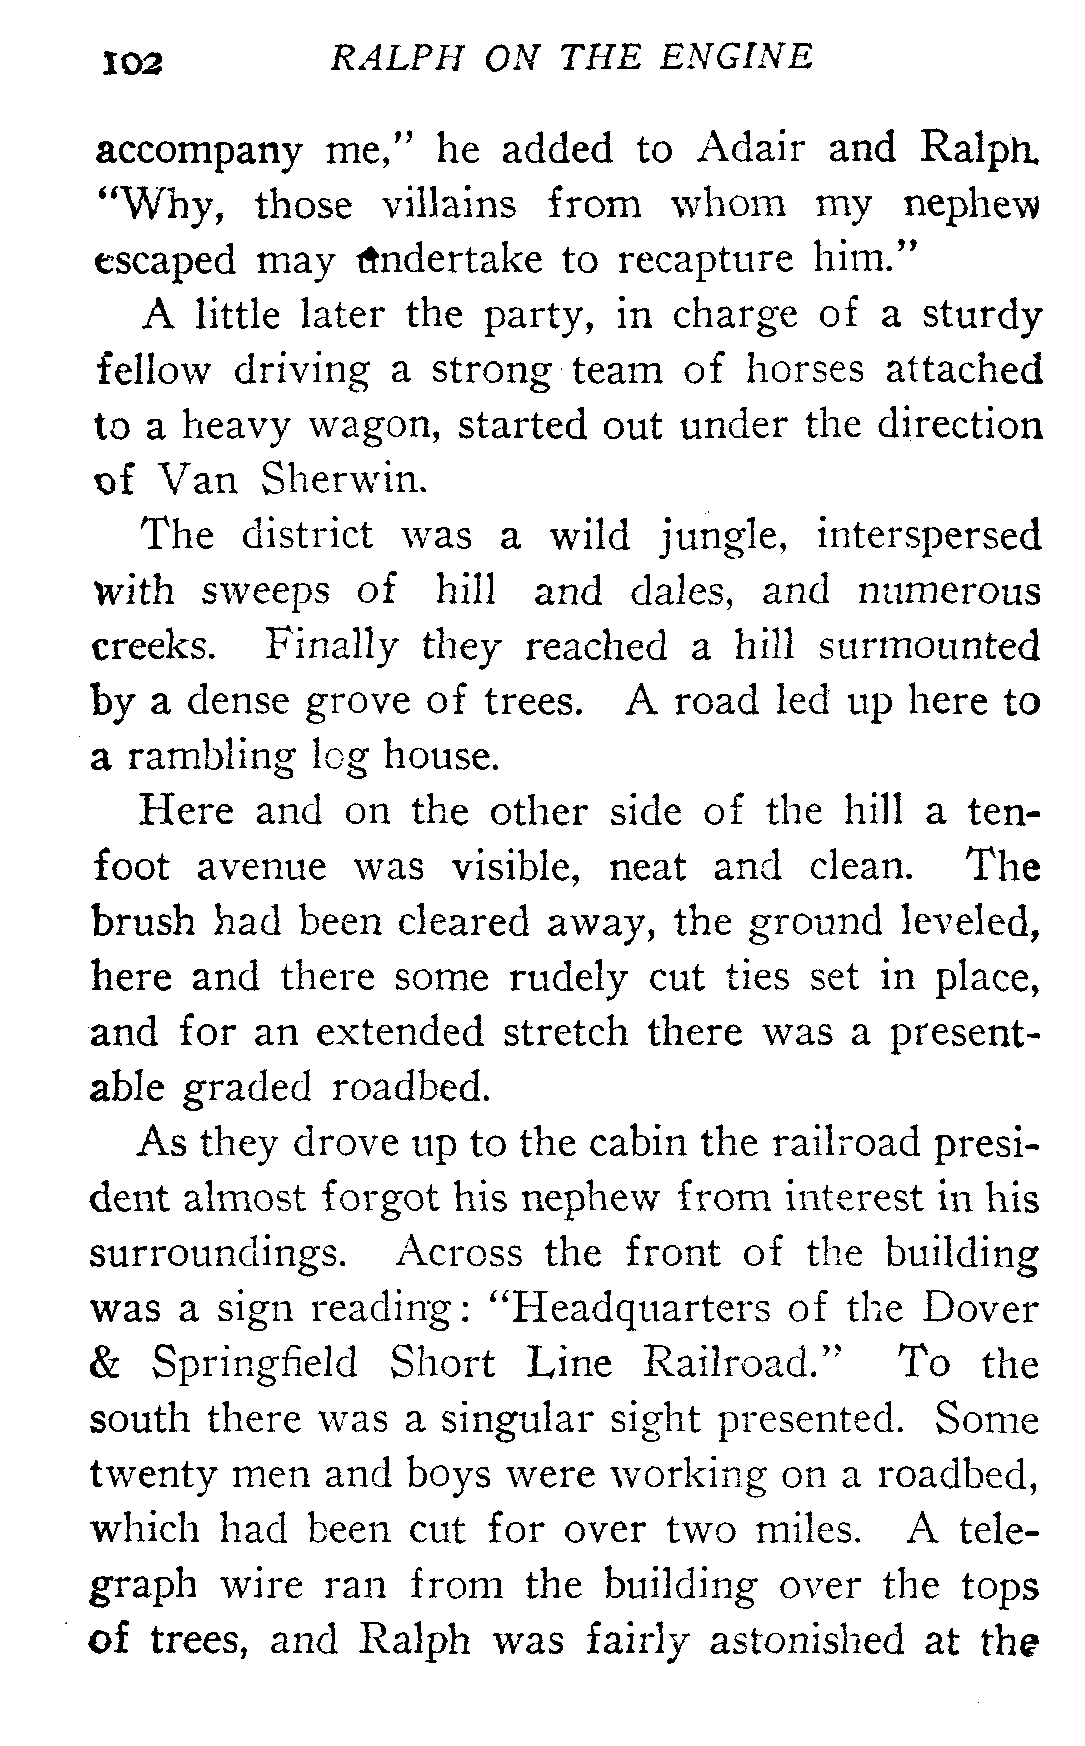 102 RALPH ON THE ENGINE
accompany me," he added to Adair and Ralph.
"Why, those villains from whom my nephew
escaped may undertake to recapture him."
A little later the party, in charge of a sturdy
fellow driving a strong team of horses attached
to a heavy wagon, started out under the direction
of Van Sherwin.
The district was a wild jungle, interspersed
with sweeps of hill and dales, and numerous
creeks. Finally they reached a hill surmounted
by a dense grove of trees. A road led up here to
a rambling log house.
Here and on the other side of the hill a ten-
foot avenue was visible, neat and clean. The
brush had been cleared away, the ground leveled,
here and there some rudely cut ties set in place,
and for an extended stretch there was a present-
able graded roadbed.
As they drove up to the cabin the railroad presi-
dent almost forgot his nephew from interest in his
surroundings. Across the front of the building
was a sign reading: "Headquarters of the Dover
& Springfield Short Line Railroad." To the
south there was a singular sight presented. Some
twenty men and boys were working on a roadbed,
which had been cut for over two miles. A tele-
graph wire ran from the building over the tops
of trees, and Ralph was fairly astonished at the